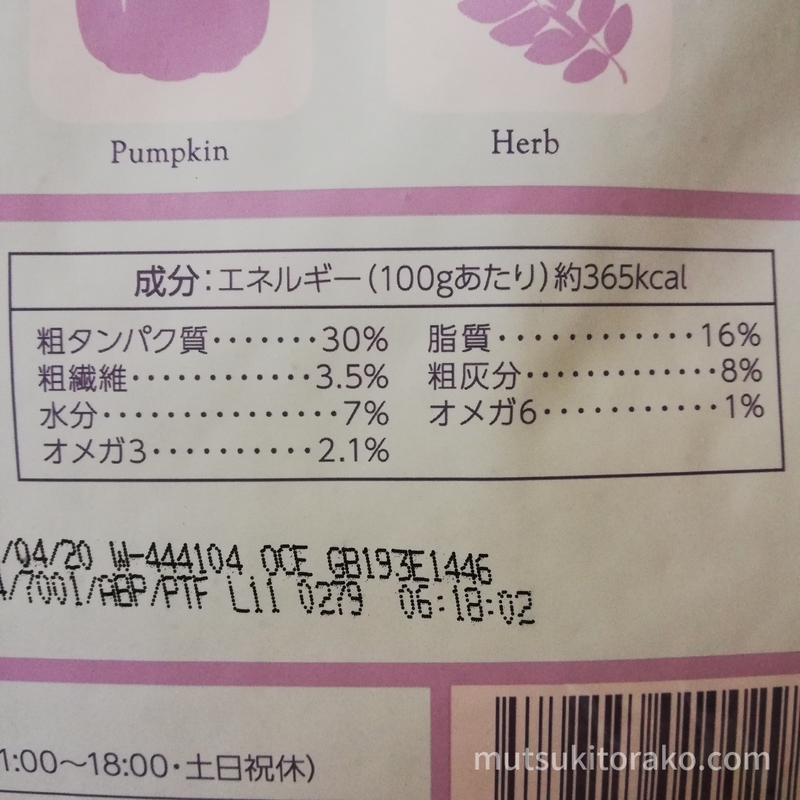 Pumpkin
Herb
成分：エネルギー（100gあたり）約365kcal
粗タンパク質・・・・・・・30% 脂質・・・・・・・・・・・・16%
粗繊維・・・・・・・・・・・・3.5% 粗灰分・・・・・・・・・・・8%
水分・・・・・・・・・・・・・・・7% オメガ6・・・・・・・・・・1%
オメガ3・・・・・・・・・・2.1%
/04/20 W-444104 OCE GB193E1446
/7001/ABP/PTF L11 0279 06:18:02
1:00〜18:00・土日祝休）
mutsukitorako.com